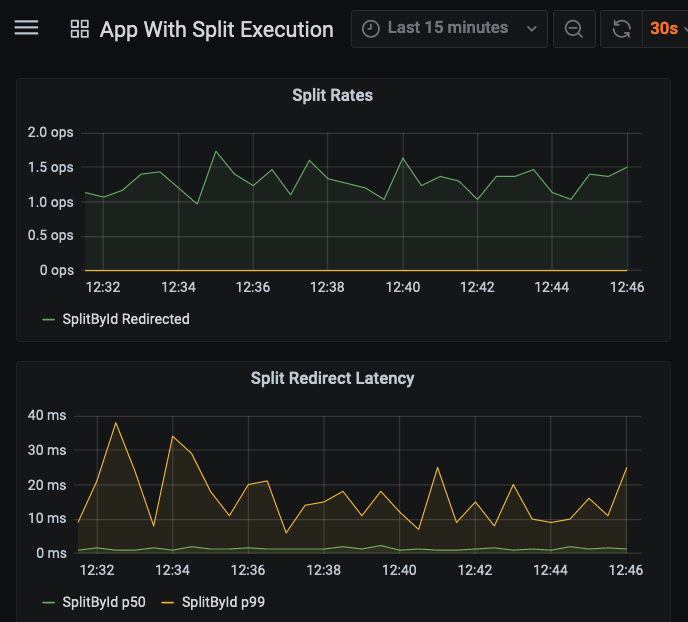 App With Split Execution Last 15 minutes 30s
Split Rates
2.0 ops
1.5 ops
1.0 ops
0.5 ops
0 ops
12:32 12:34 12:36 12:38 12:40 12:42 12:44 12:46
SplitById Redirected
Split Redirect Latency
40 ms
30 ms
20 ms
10 ms
0 ms
12:32 12:34 12:36 12:38 12:40 12:42 12:44 12:46
SplitById p50 SplitById p99